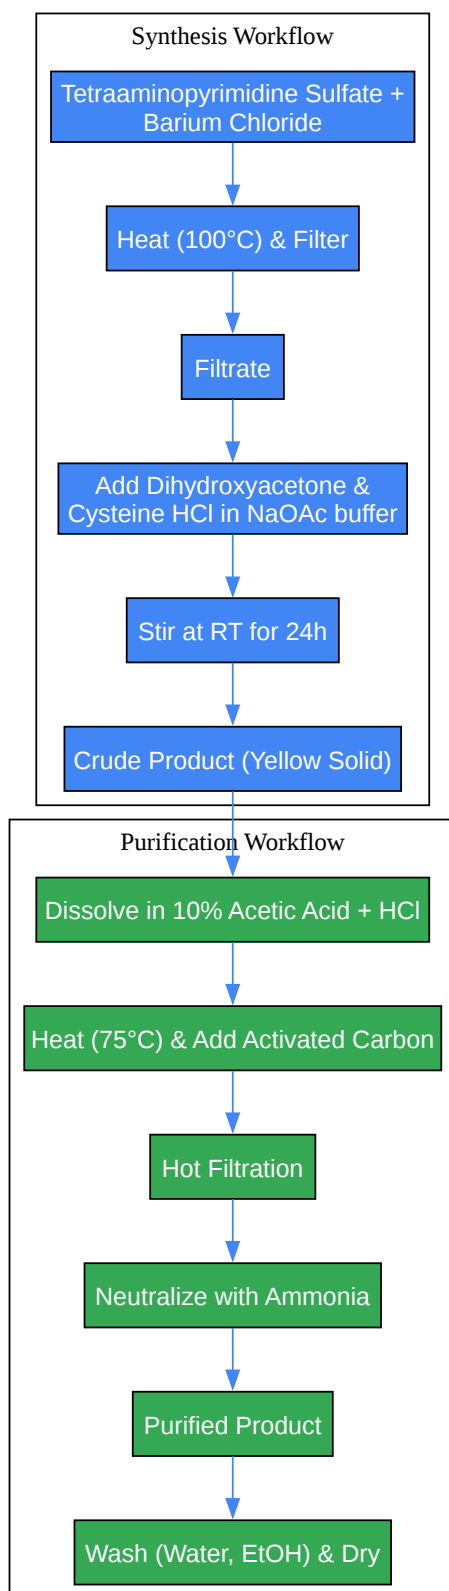 Synthesis Workflow
Tetraaminopyrimidine Sulfate +
Barium Chloride
Heat (100°C) & Filter
Filtrate
Add Dihydroxyacetone &
Cysteine HCl in NaOAc buffer
Stir at RT for 24h
Crude Product (Yellow Solid)
Purification Workflow
Dissolve in 10% Acetic Acid + HCl
Heat (75°C) & Add Activated Carbon
Hot Filtration
Neutralize with Ammonia
Purified Product
Wash (Water, EtOH) & Dry